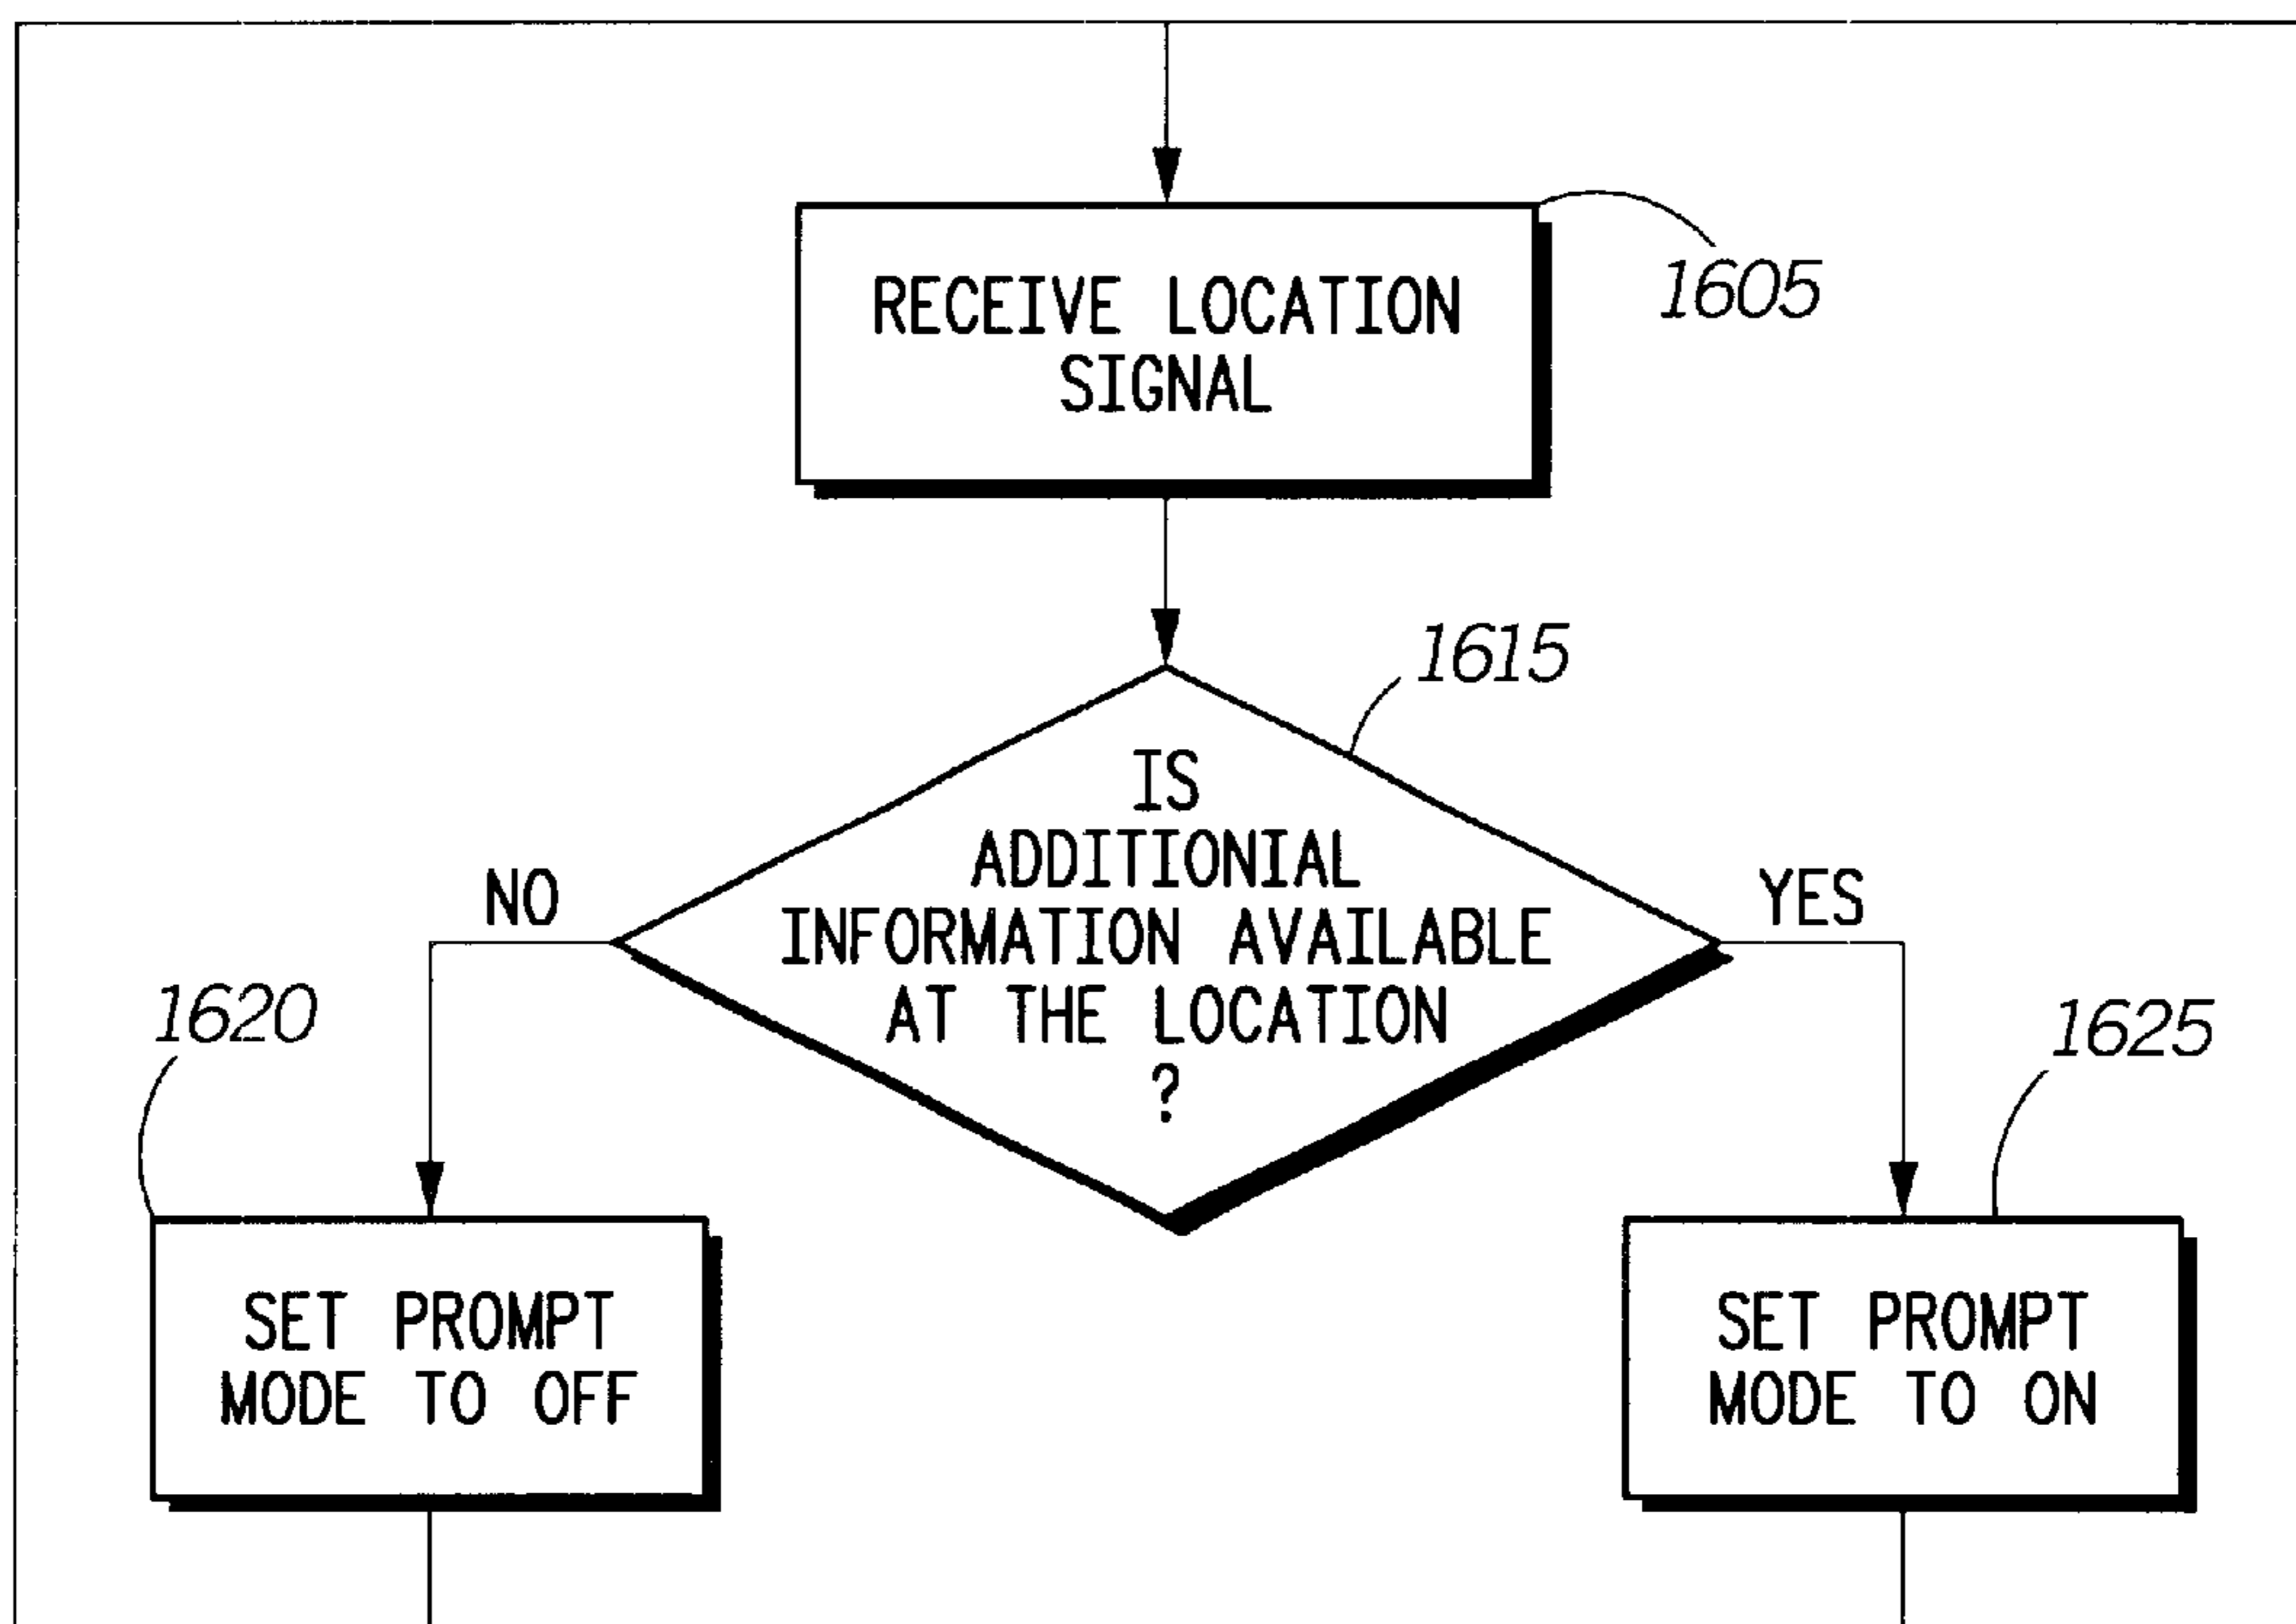 RECEIVE LOCATION
SIGNAL
1605
1615
IS
ADDITIONIAL
INFORMATION AVAILABLE
AT THE LOCATION
?
NO
YES
1620
1625
SET PROMPT
MODE TO OFF
SET PROMPT
MODE TO ON